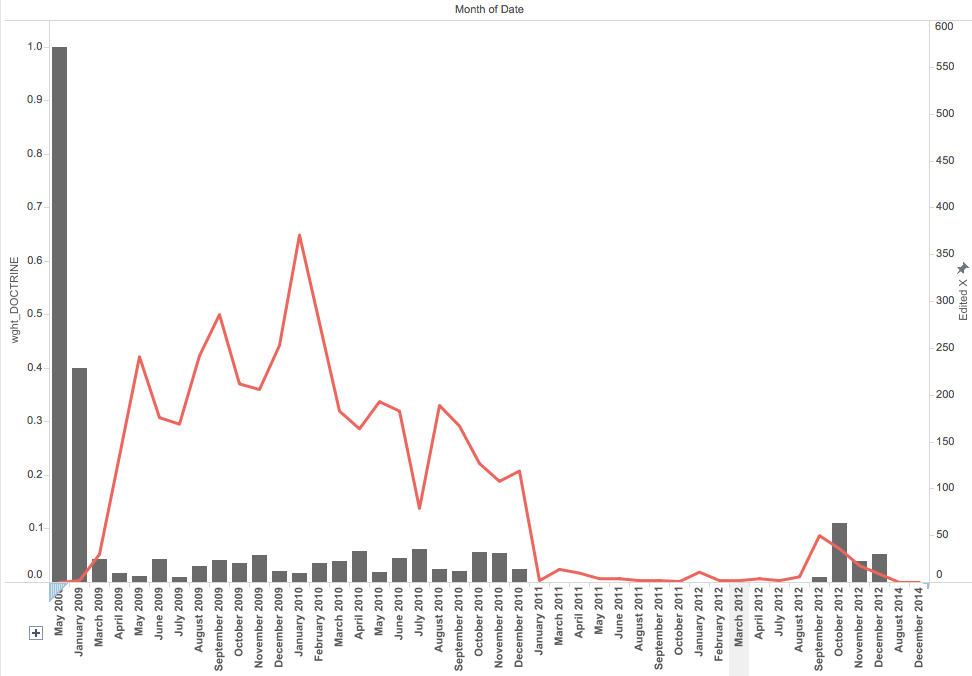 Month of Date
wght_DOCTRINE
1.0
0.9
0.8
0.7
0.6
0.5
0.4
0.3
0.2
0.1
0.0
600
550
500
450
400
350
300
250
200
150
100
50
0
Edited X
May
January 2009
March 2009
April 2009
May 2009
June 2009
July 2009
August 2009
September 2009
October 2009
November 2009
December 2009
January 2010
February 2010
March 2010
April 2010
May 2010
June 2010
July 2010
August 2010
September 2010
October 2010
November 2010
December 2010
January 2011
March 2011
April 2011
May 2011
June 2011
August 2011
September 2011
October 2011
January 2012
February 2012
March 2012
April 2012
July 2012
August 2012
September 2012
October 2012
November 2012
December 2012
August 2014
December 2014